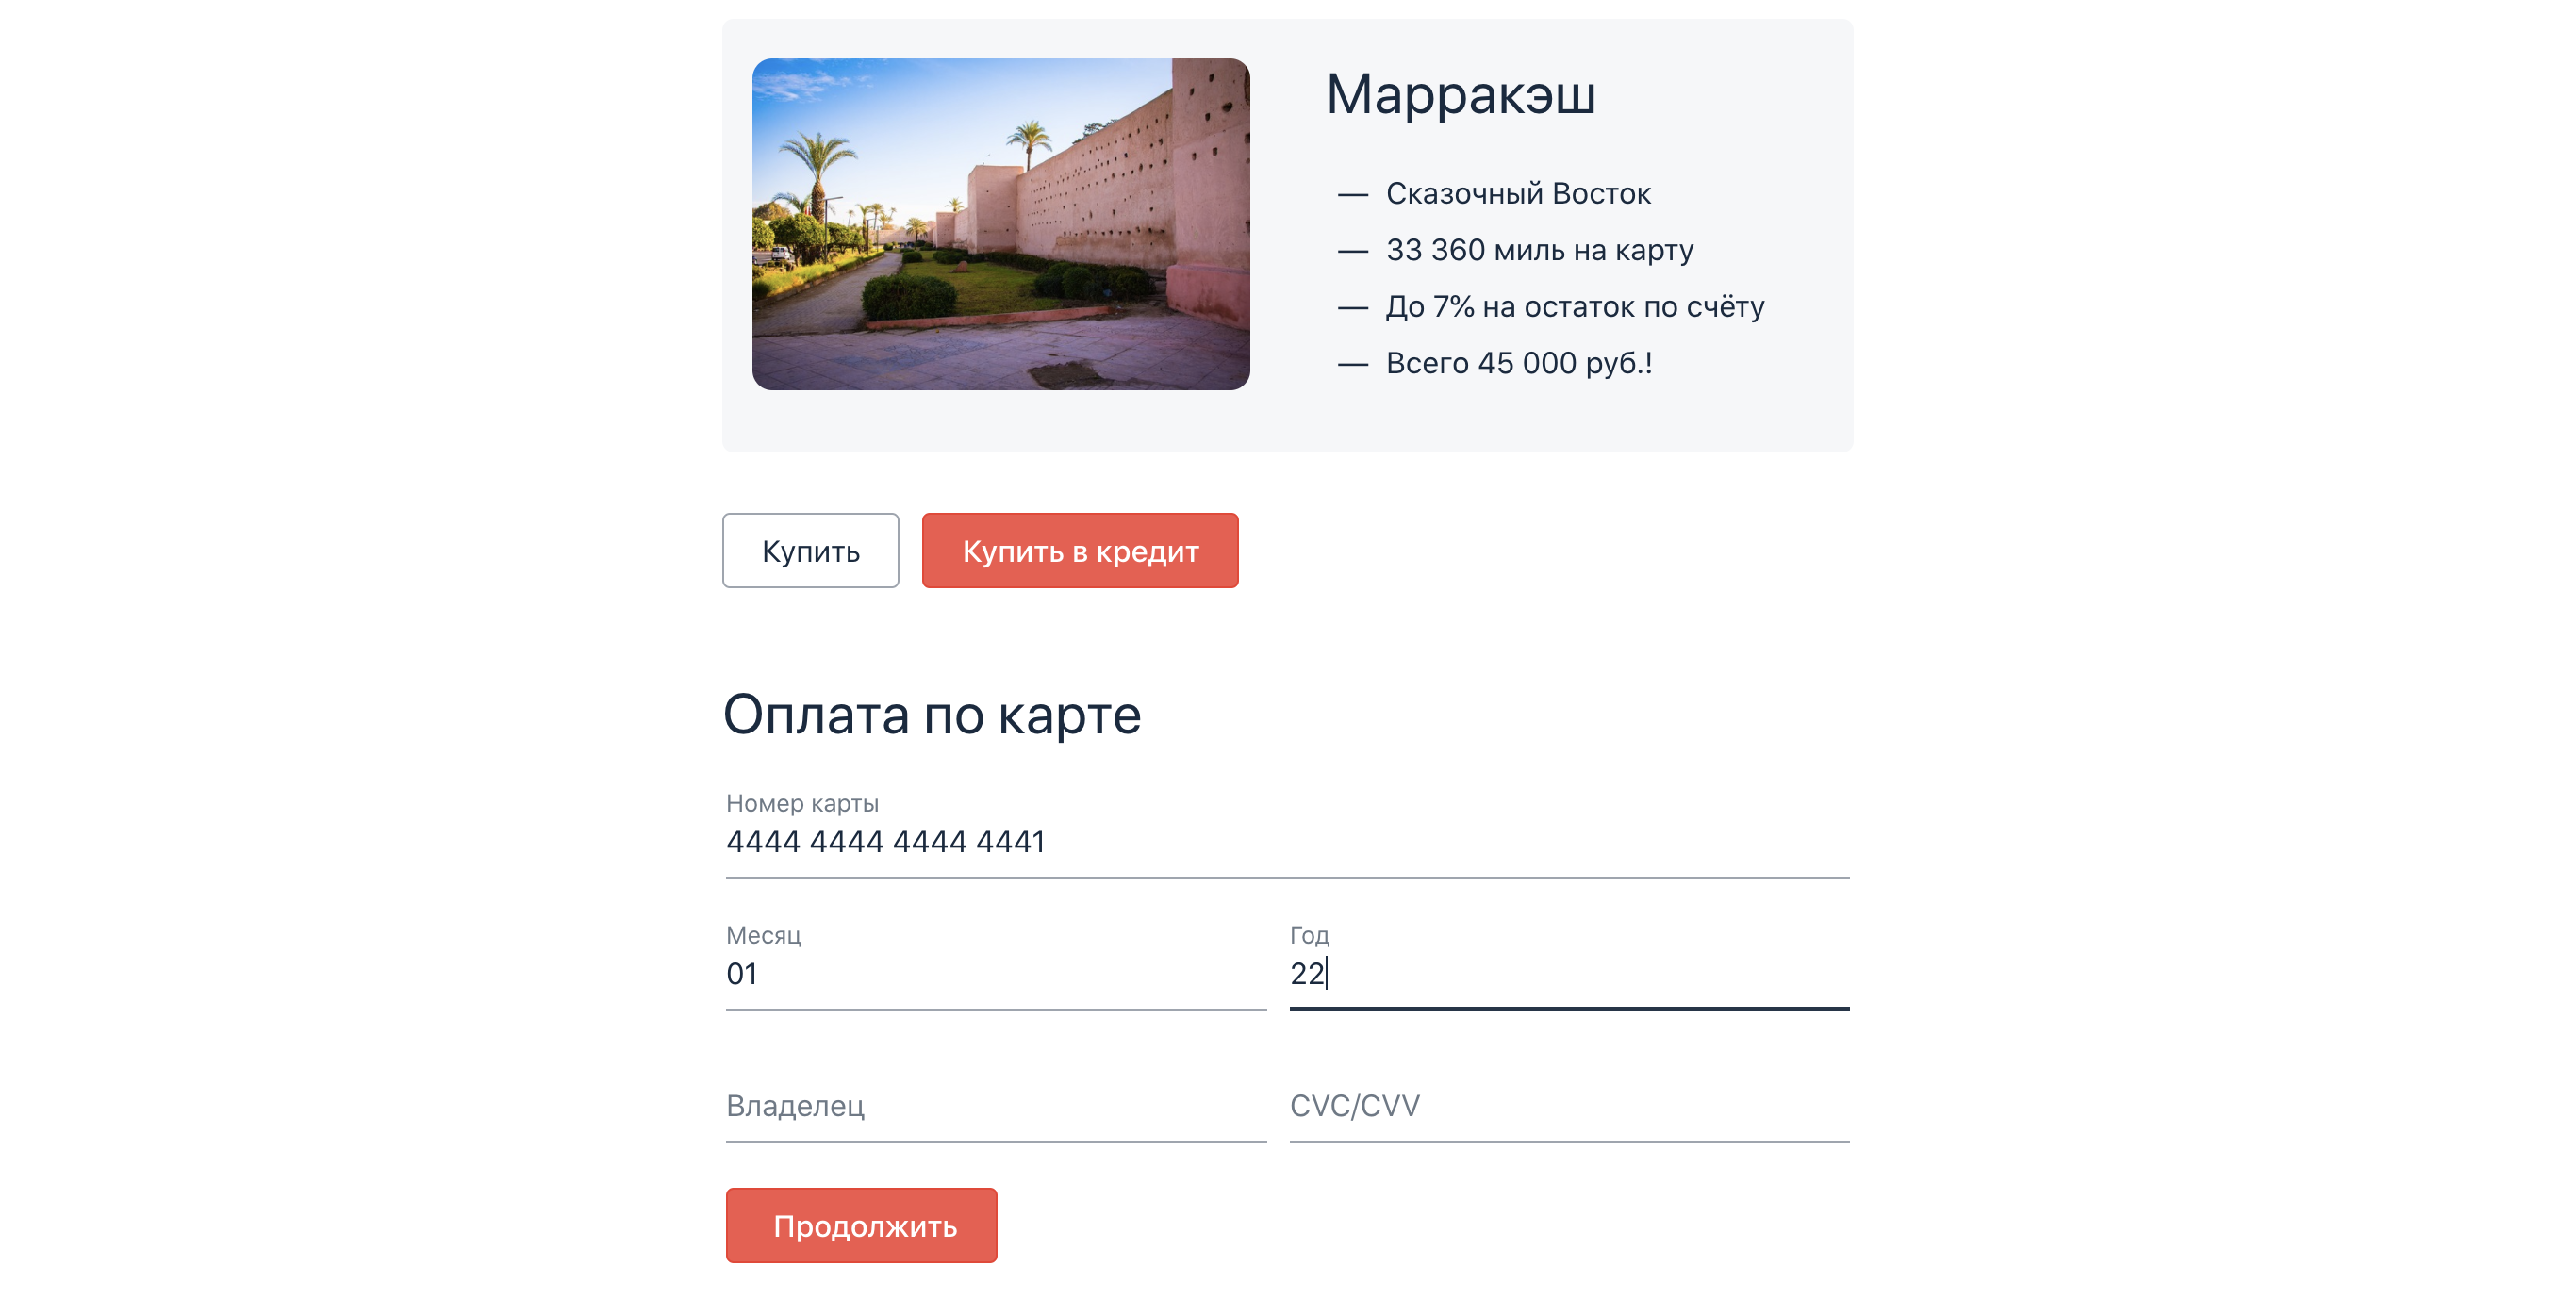 Марракэш
— Сказочный Восток
— 33 360 миль на карту
— До 7% на остаток по счёту
— Всего 45 000 руб.!
Купить
Купить в кредит
Оплата по карте
Номер карты
4444 4444 4444 4441
Месяц
01
Год
22
Владелец
CVC/CVV
Продолжить